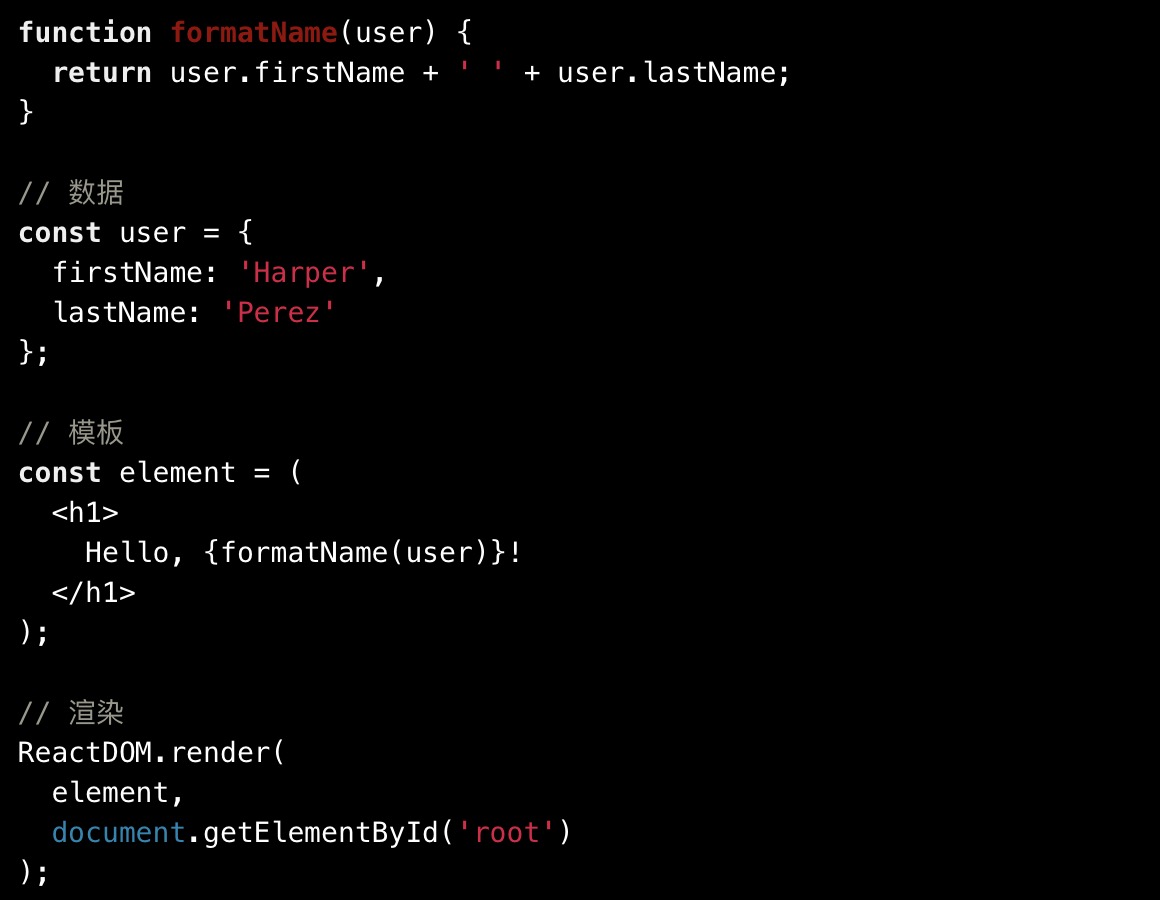 function formatName(user) {
  return user.firstName + ' ' + user.lastName;
}

// 数据
const user = {
  firstName: 'Harper',
  lastName: 'Perez'
};

// 模板
const element = (
  <h1>
    Hello, {formatName(user)}!
  </h1>
);

// 渲染
ReactDOM.render(
  element,
  document.getElementById('root')
);